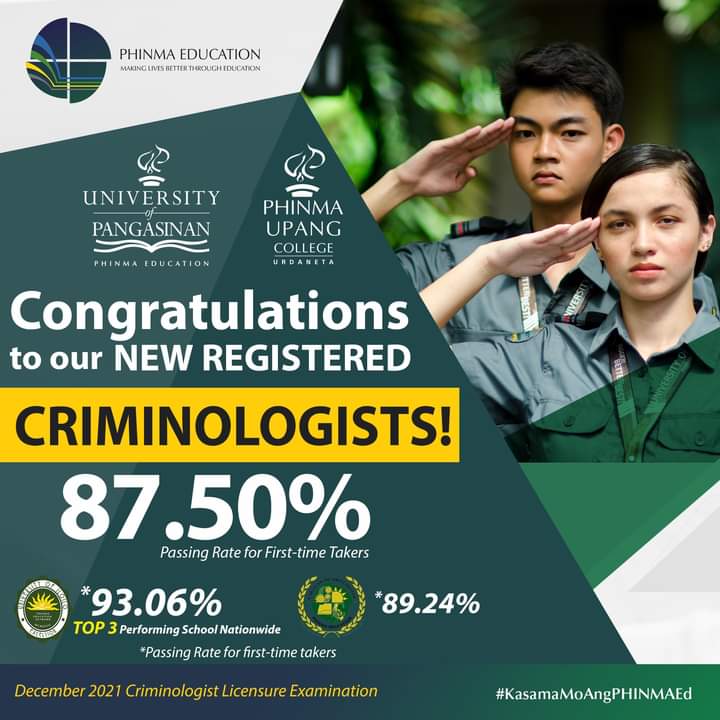 PHINMA EDUCATION
MAKING LIVES BETTER THROUGH EDUCATION
UNIVERSITY
of
PANGASINAN
PHINMA EDUCATION
PHINMA
UPANG
COLLEGE
URDANETA
Congratulations
to our NEW REGISTERED
CRIMINOLOGISTS!
87.50%
Passing Rate for First-time Takers
*93.06%
TOP 3 Performing School Nationwide
*89.24%
*Passing Rate for first-time takers
December 2021 Criminologist Licensure Examination
#KasamaMoAngPHINMAEd